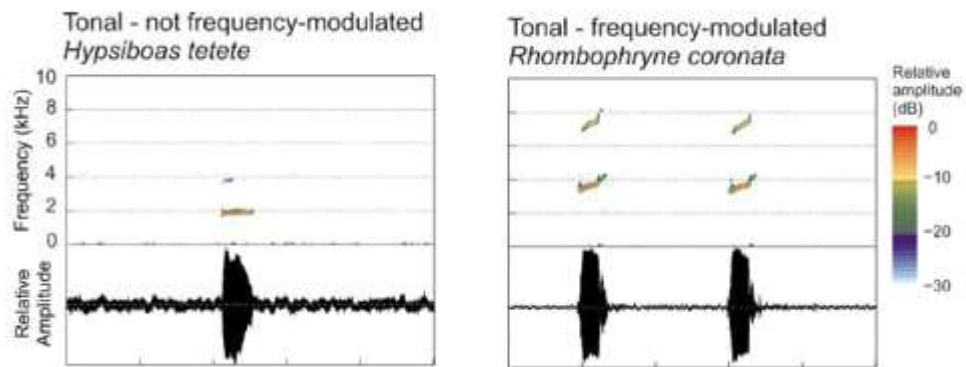 Tonal - not frequency-modulated
Hypsiboas tetete
Tonal - frequency-modulated
Rhombophryne coronata
Relative
amplitude
(dB)
0
−10
−20
−30
Frequency (kHz)
10
8
6
4
2
0
Relative
Amplitude